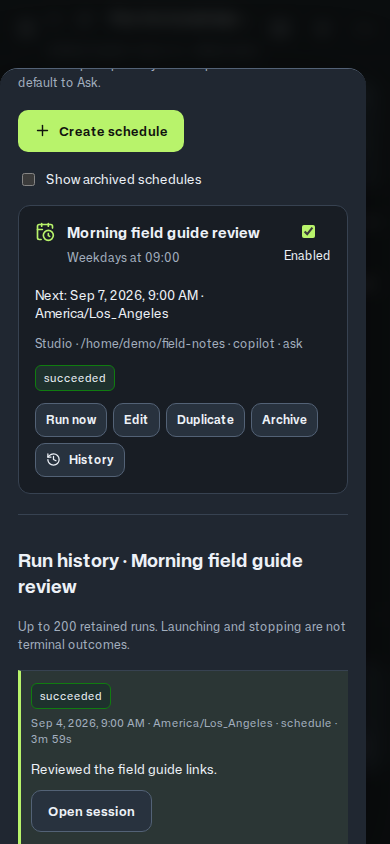 default to Ask.
Create schedule
Show archived schedules
Morning field guide review
Weekdays at 09:00
Enabled
Next: Sep 7, 2026, 9:00 AM ·
America/Los_Angeles
Studio · /home/demo/field-notes · copilot · ask
succeeded
Run now
Edit
Duplicate
Archive
History
Run history · Morning field guide
review
Up to 200 retained runs. Launching and stopping are not
terminal outcomes.
succeeded
Sep 4, 2026, 9:00 AM · America/Los_Angeles · schedule ·
3m 59s
Reviewed the field guide links.
Open session